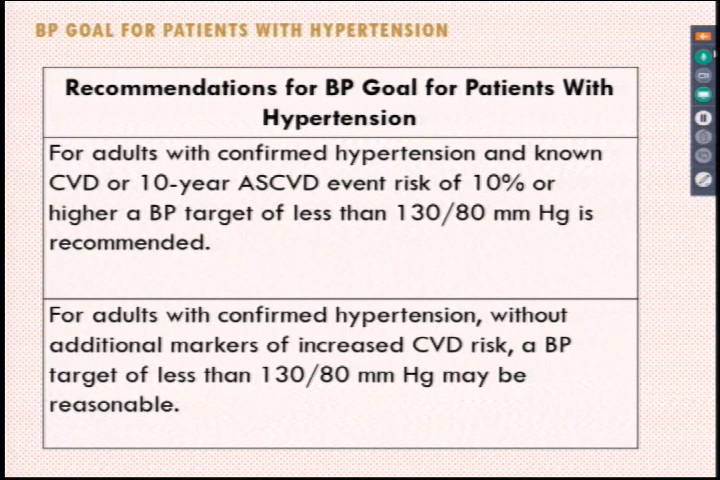 BP GOAL FOR PATIENTS WITH HYPERTENSION
Recommendations for BP Goal for Patients With
Hypertension
For adults with confirmed hypertension and known
CVD or 10-year ASCVD event risk of 10% or
higher a BP target of less than 130/80 mm Hg is
recommended.
For adults with confirmed hypertension, without
additional markers of increased CVD risk, a BP
target of less than 130/80 mm Hg may be
reasonable.